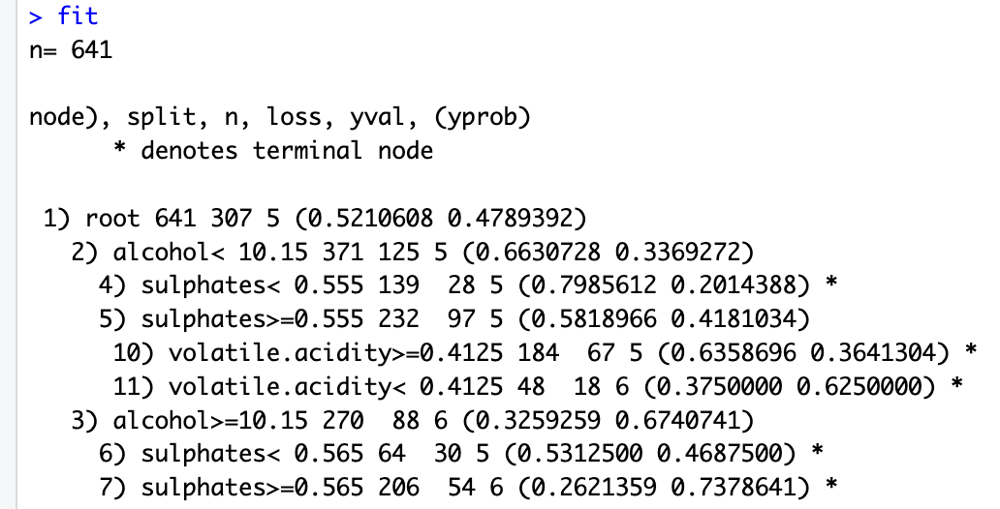 > fit
n= 641
node), split, n, loss, yval, (yprob)
* denotes terminal node
1) root 641 307 5 (0.5210608 0.4789392)
2) alcohol< 10.15 371 125 5 (0.6630728 0.3369272)
4) sulphates< 0.555 139  28 5 (0.7985612 0.2014388) *
5) sulphates>=0.555 232  97 5 (0.5818966 0.4181034)
10) volatile.acidity>=0.4125 184  67 5 (0.6358696 0.3641304) *
11) volatile.acidity< 0.4125 48  18 6 (0.3750000 0.6250000) *
3) alcohol>=10.15 270  88 6 (0.3259259 0.6740741)
6) sulphates< 0.565 64  30 5 (0.5312500 0.4687500) *
7) sulphates>=0.565 206  54 6 (0.2621359 0.7378641) *